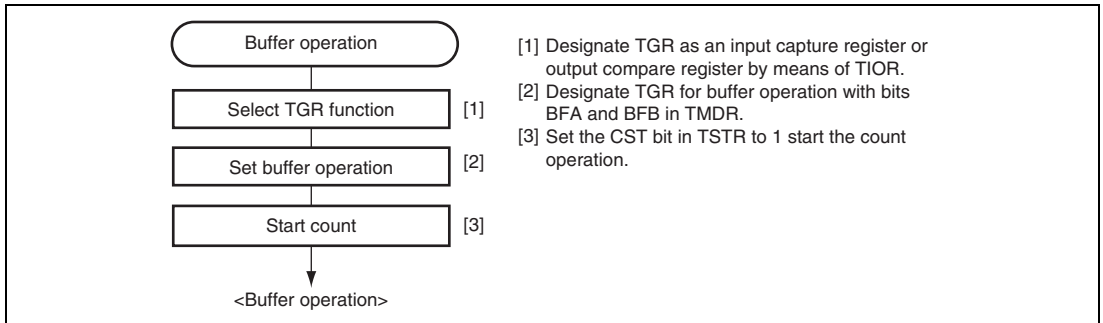 Buffer operation
Select TGR function
[1]
Set buffer operation
[2]
Start count
[3]
<Buffer operation>
[1] Designate TGR as an input capture register or
output compare register by means of TIOR.
[2] Designate TGR for buffer operation with bits
BFA and BFB in TMDR.
[3] Set the CST bit in TSTR to 1 start the count
operation.